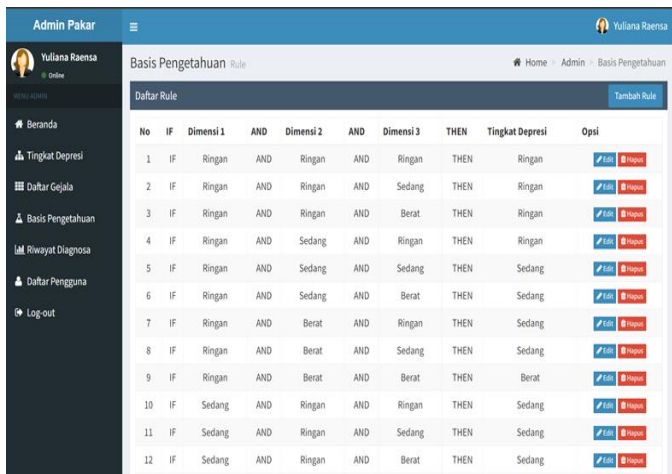 Admin Pakar
Yuliana Raensa
Yuliana Raensa
Online
MENU ADMIN
Beranda
Tingkat Depresi
Daftar Gejala
Basis Pengetahuan
Riwayat Diagnosa
Daftar Pengguna
Log-out
Basis Pengetahuan Rule
Home > Admin > Basis Pengetahuan
Daftar Rule
Tambah Rule
No IF Dimensi 1 AND Dimensi 2 AND Dimensi 3 THEN Tingkat Depresi Opsi
1 IF Ringan AND Ringan AND Ringan THEN Ringan Edit Hapus
2 IF Ringan AND Ringan AND Sedang THEN Ringan Edit Hapus
3 IF Ringan AND Ringan AND Berat THEN Ringan Edit Hapus
4 IF Ringan AND Sedang AND Ringan THEN Ringan Edit Hapus
5 IF Ringan AND Sedang AND Sedang THEN Sedang Edit Hapus
6 IF Ringan AND Sedang AND Berat THEN Sedang Edit Hapus
7 IF Ringan AND Berat AND Ringan THEN Sedang Edit Hapus
8 IF Ringan AND Berat AND Sedang THEN Sedang Edit Hapus
9 IF Ringan AND Berat AND Berat THEN Berat Edit Hapus
10 IF Sedang AND Ringan AND Ringan THEN Sedang Edit Hapus
11 IF Sedang AND Ringan AND Sedang THEN Sedang Edit Hapus
12 IF Sedang AND Ringan AND Berat THEN Sedang Edit Hapus